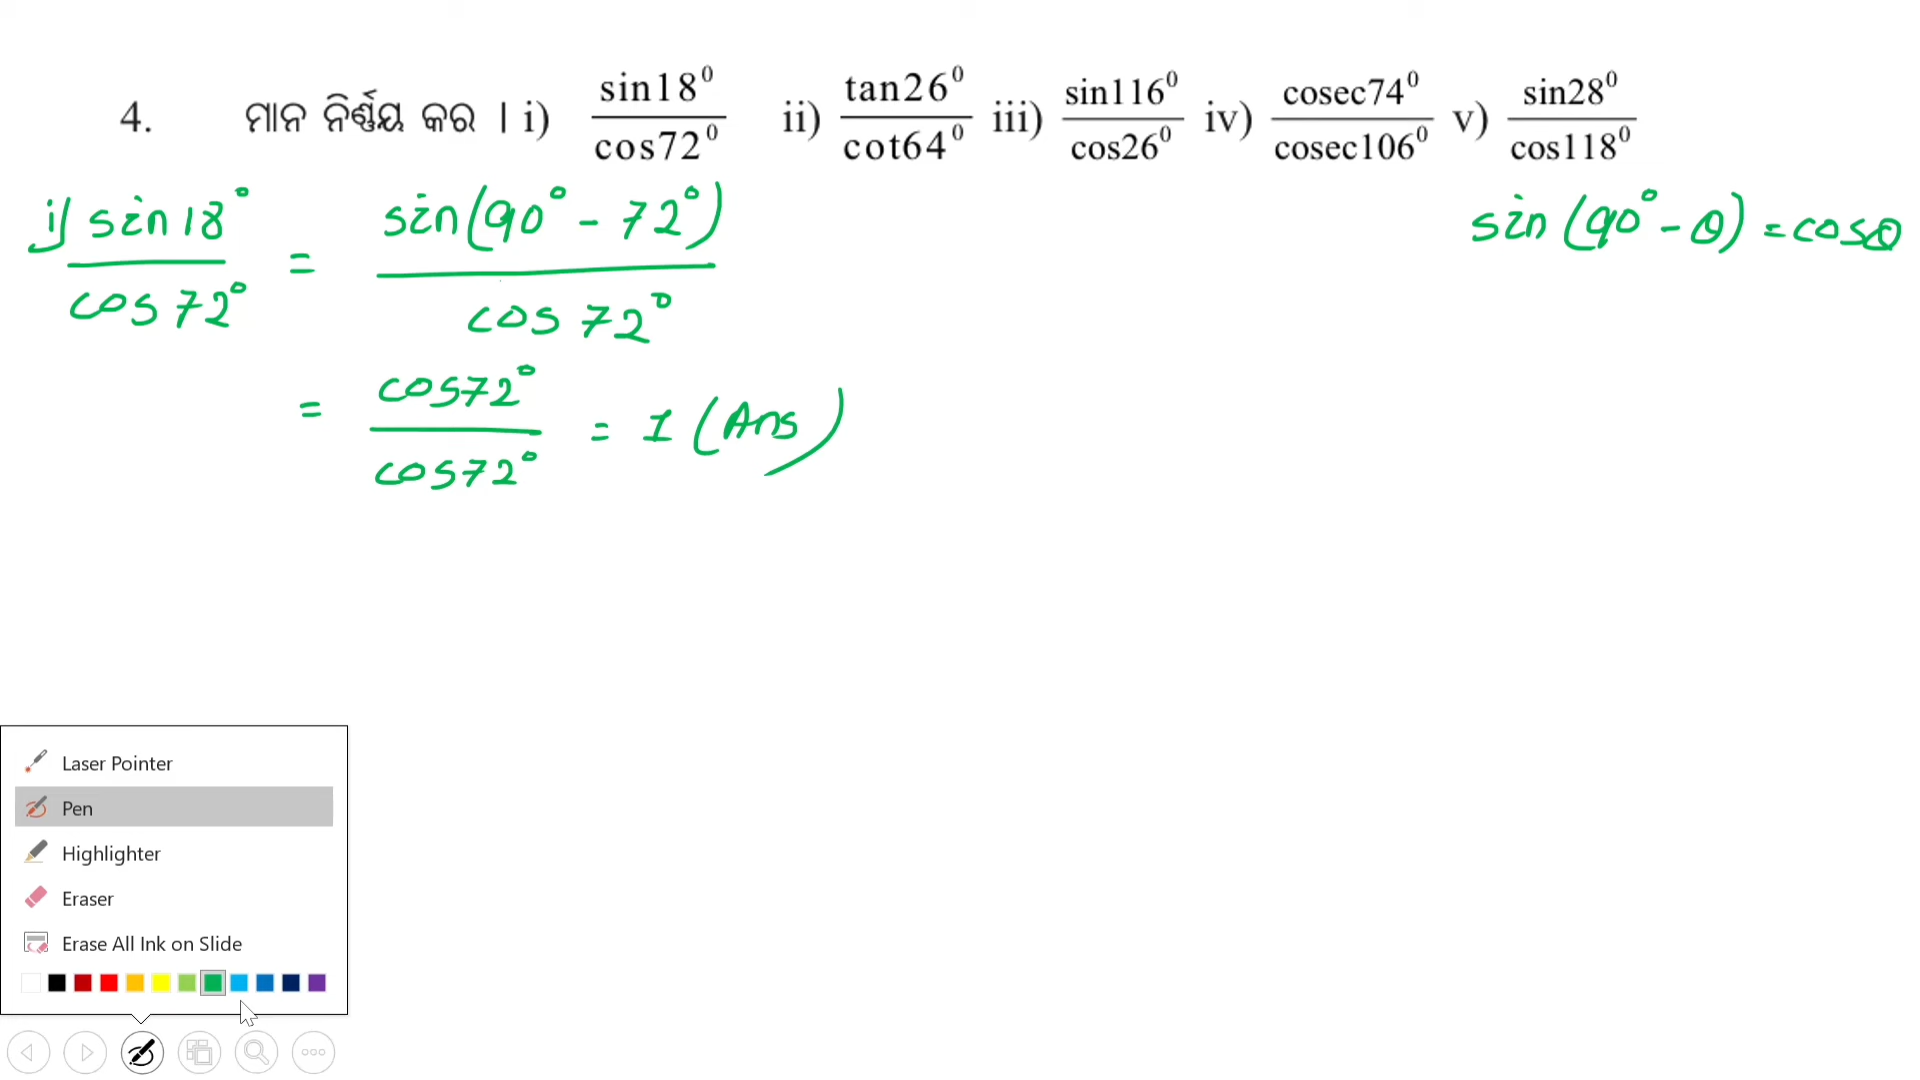 4. ମାନ ନିର୍ଣ୍ଣୟ କର । i) sin18⁰/cos72⁰ ii) tan26⁰/cot64⁰ iii) sin116⁰/cos26⁰ iv) cosec74⁰/cosec106⁰ v) sin28⁰/cos118⁰
i) sin18°/cos72° = sin(90° - 72°)/cos72°
sin(90° - θ) = cosθ
= cos72°/cos72° = 1 (Ans)
Laser Pointer
Pen
Highlighter
Eraser
Erase All Ink on Slide